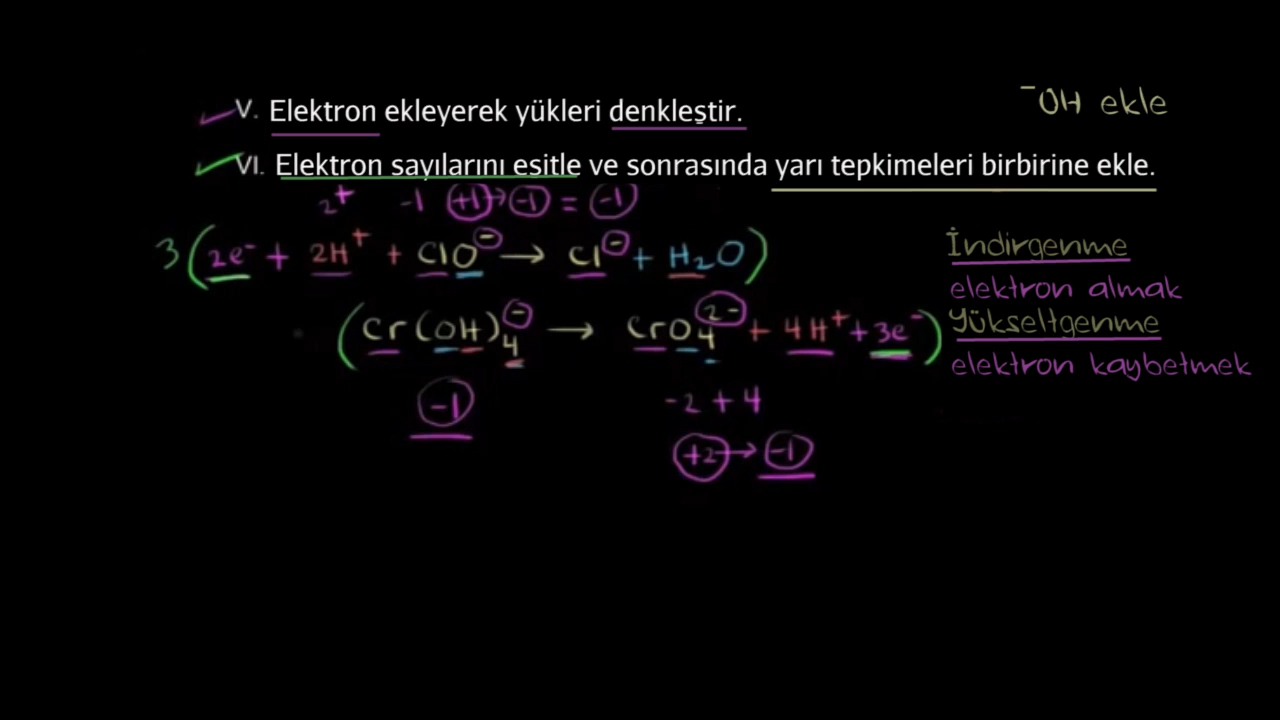 V. Elektron ekleyerek yükleri denkleştir.
⁻OH ekle
VI. Elektron sayılarını eşitle ve sonrasında yarı tepkimeleri birbirine ekle.
2⁺ -1 +1→-1 = -1
3(2e⁻ + 2H⁺ + ClO⁻ → Cl⁻ + H₂O)
İndirgenme
elektron almak
(Cr(OH)₄⁻ → CrO₄²⁻ + 4H⁺ + 3e⁻)
Yükseltgenme
elektron kaybetmek
-1 -2 + 4
+2→-1